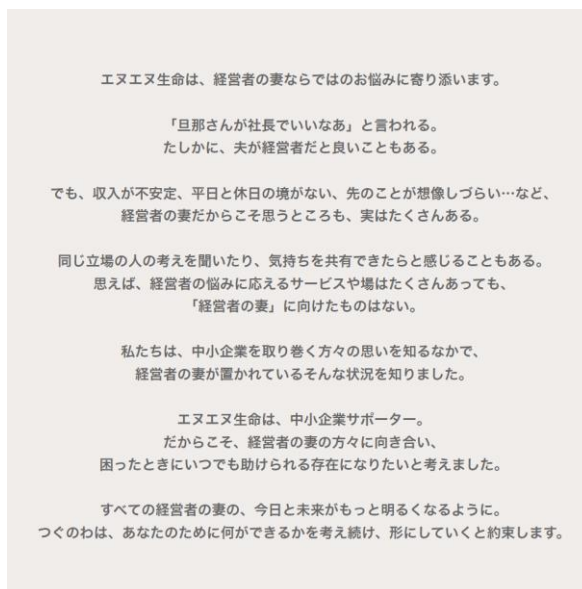 エヌエヌ生命は、経営者の妻ならではのお悩みに寄り添います。
「旦那さんが社長でいいなあ」と言われる。
たしかに、夫が経営者だと良いこともある。
でも、収入が不安定、平日と休日の境がない、先のことが想像しづらい…など、
経営者の妻だからこそ思うところも、実はたくさんある。
同じ立場の人の考えを聞いたり、気持ちを共有できたらと感じることもある。
思えば、経営者の悩みに応えるサービスや場はたくさんあっても、
「経営者の妻」に向けたものはない。
私たちは、中小企業を取り巻く方々の思いを知るなかで、
経営者の妻が置かれているそんな状況を知りました。
エヌエヌ生命は、中小企業サポーター。
だからこそ、経営者の妻の方々に向き合い、
困ったときにいつでも助けられる存在になりたいと考えました。
すべての経営者の妻の、今日と未来がもっと明るくなるように。
つぐのわは、あなたのために何ができるかを考え続け、形にしていくと約束します。